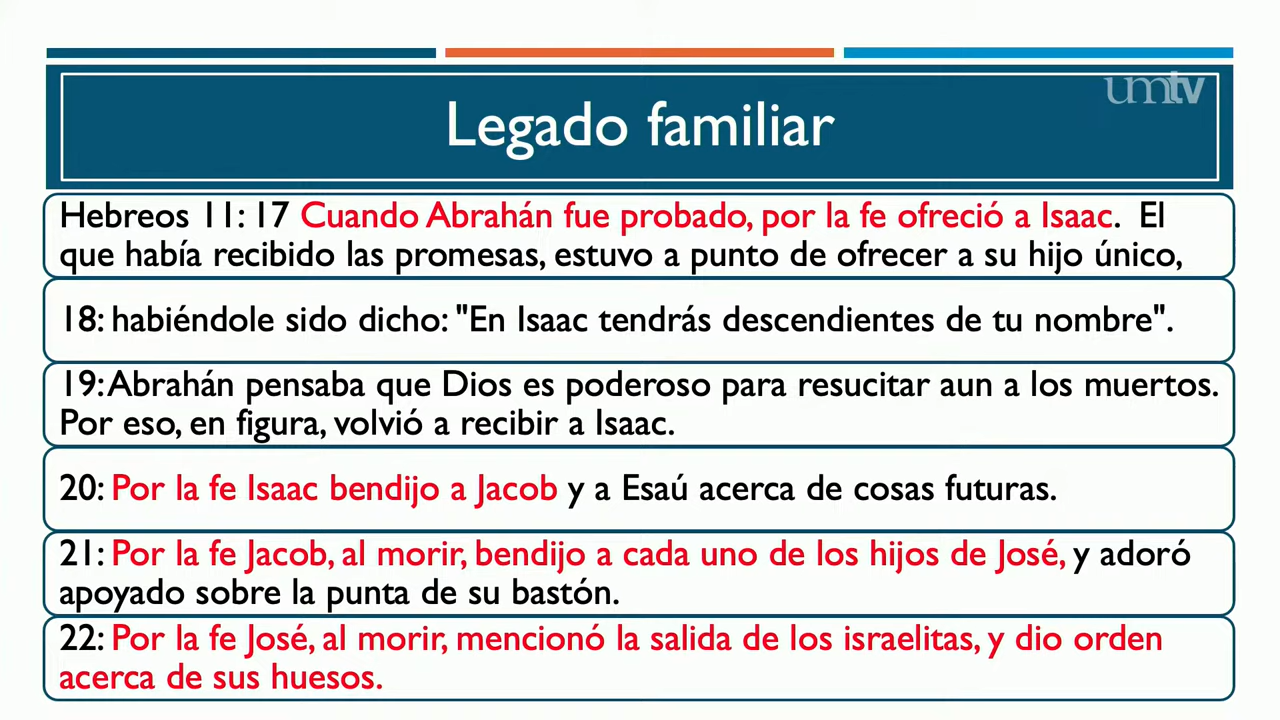 umtv
Legado familiar
Hebreos 11: 17 Cuando Abrahán fue probado, por la fe ofreció a Isaac. El
que había recibido las promesas, estuvo a punto de ofrecer a su hijo único,
18: habiéndole sido dicho: "En Isaac tendrás descendientes de tu nombre".
19: Abrahán pensaba que Dios es poderoso para resucitar aun a los muertos.
Por eso, en figura, volvió a recibir a Isaac.
20: Por la fe Isaac bendijo a Jacob y a Esaú acerca de cosas futuras.
21: Por la fe Jacob, al morir, bendijo a cada uno de los hijos de José, y adoró
apoyado sobre la punta de su bastón.
22: Por la fe José, al morir, mencionó la salida de los israelitas, y dio orden
acerca de sus huesos.